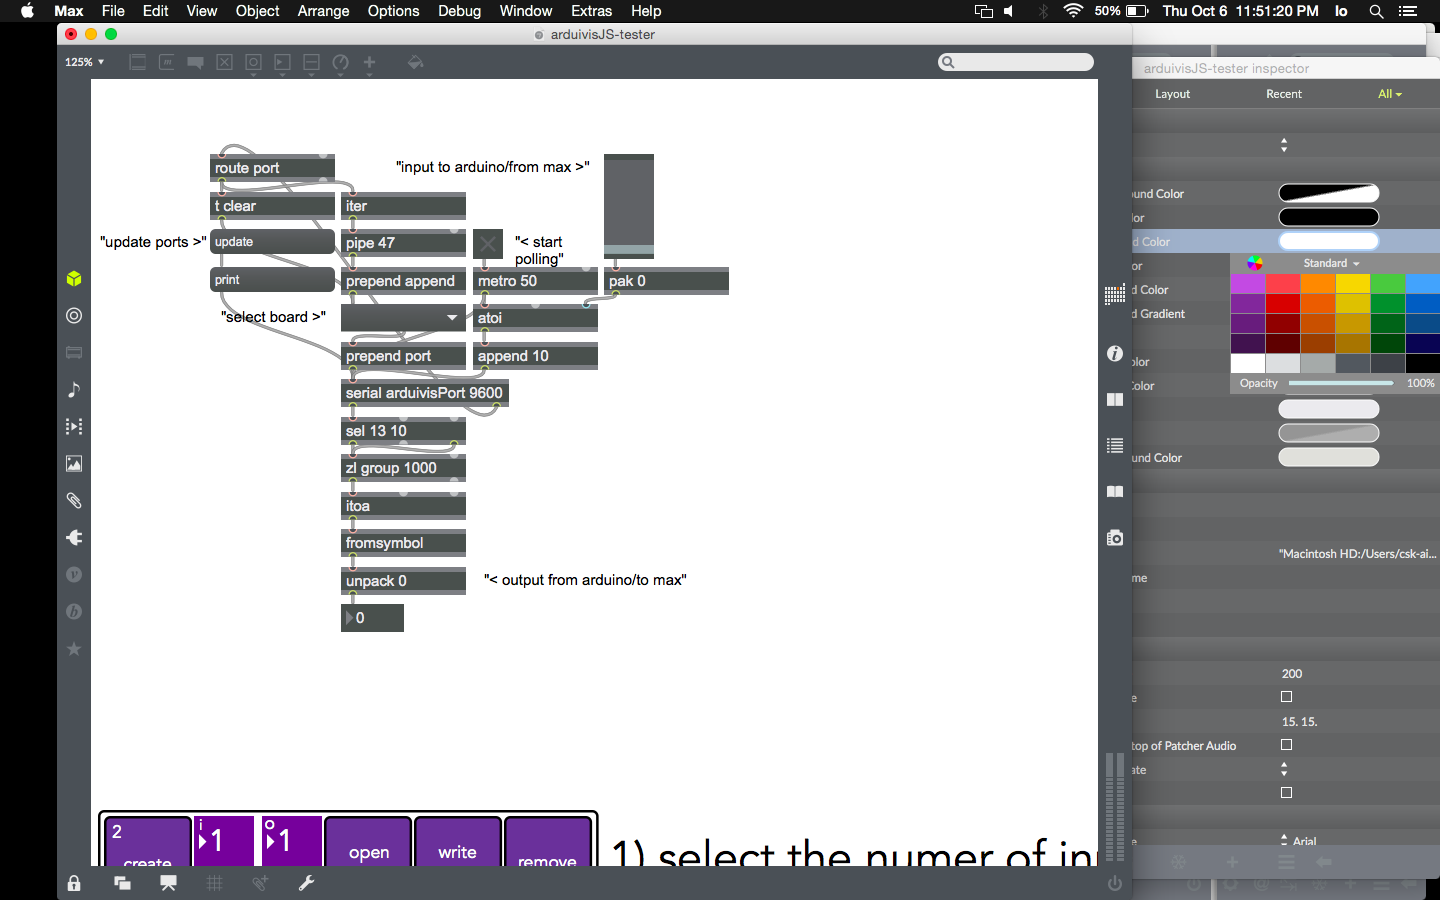 Max File Edit View Object Arrange Options Debug Window Extras Help 50% Thu Oct 6 11:51:20 PM Io
arduivisJS-tester
125%
arduivisJS-tester inspector
Layout Recent All
route port
"input to arduino/from max >"
t clear
iter
"update ports >"
update
pipe 47
"< start
polling"
print
prepend append
metro 50
pak 0
"select board >"
atoi
prepend port
append 10
serial arduivisPort 9600
sel 13 10
zl group 1000
itoa
fromsymbol
unpack 0
"< output from arduino/to max"
0
2
create
i
1
o
1
open
write
remove
1) select the numer of in
und Color
lor
d Color
Standard
or
d Color
d Gradient
olor
Color
Opacity 100%
und Color
"Macintosh HD:/Users/csk-ai...
me
200
e
15. 15.
top of Patcher Audio
ate
e
Arial